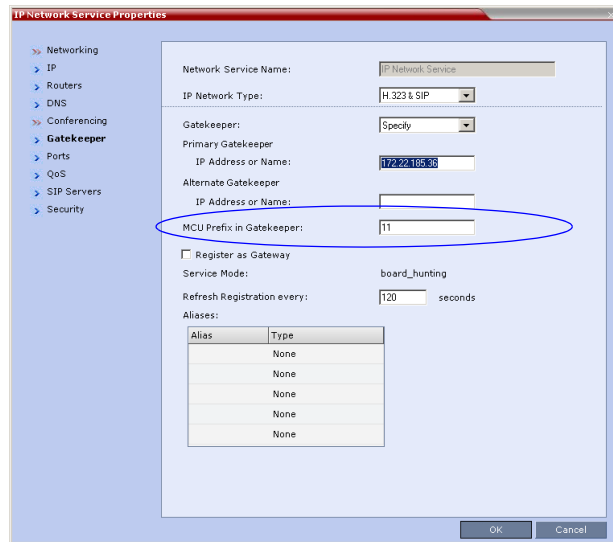 IP Network Service Properties
Networking
IP
Routers
DNS
Conferencing
Gatekeeper
Ports
QoS
SIP Servers
Security
Network Service Name: IP Network Service
IP Network Type: H.323 & SIP
Gatekeeper: Specify
Primary Gatekeeper
IP Address or Name: 172.22.185.36
Alternate Gatekeeper
IP Address or Name:
MCU Prefix in Gatekeeper: 11
Register as Gateway
Service Mode: board_hunting
Refresh Registration every: 120 seconds
Aliases:
Alias Type
None
None
None
None
None
OK Cancel